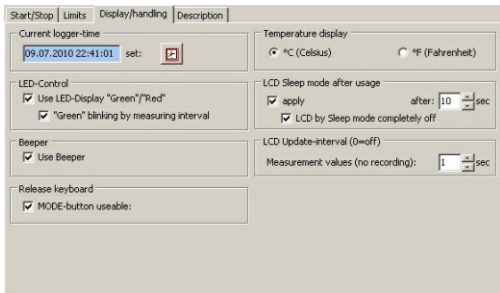 Start/Stop Limits Display/handling Description
Current logger-time
09.07.2010 22:41:01 set:
LED-Control
Use LED-Display "Green"/"Red"
"Green" blinking by measuring interval
Beeper
Use Beeper
Release keyboard
MODE-button useable:
Temperature display
°C (Celsius) °F (Fahrenheit)
LCD Sleep mode after usage
apply after: 10 sec
LCD by Sleep mode completely off
LCD Update-interval (0=off)
Measurement values (no recording): 1 sec